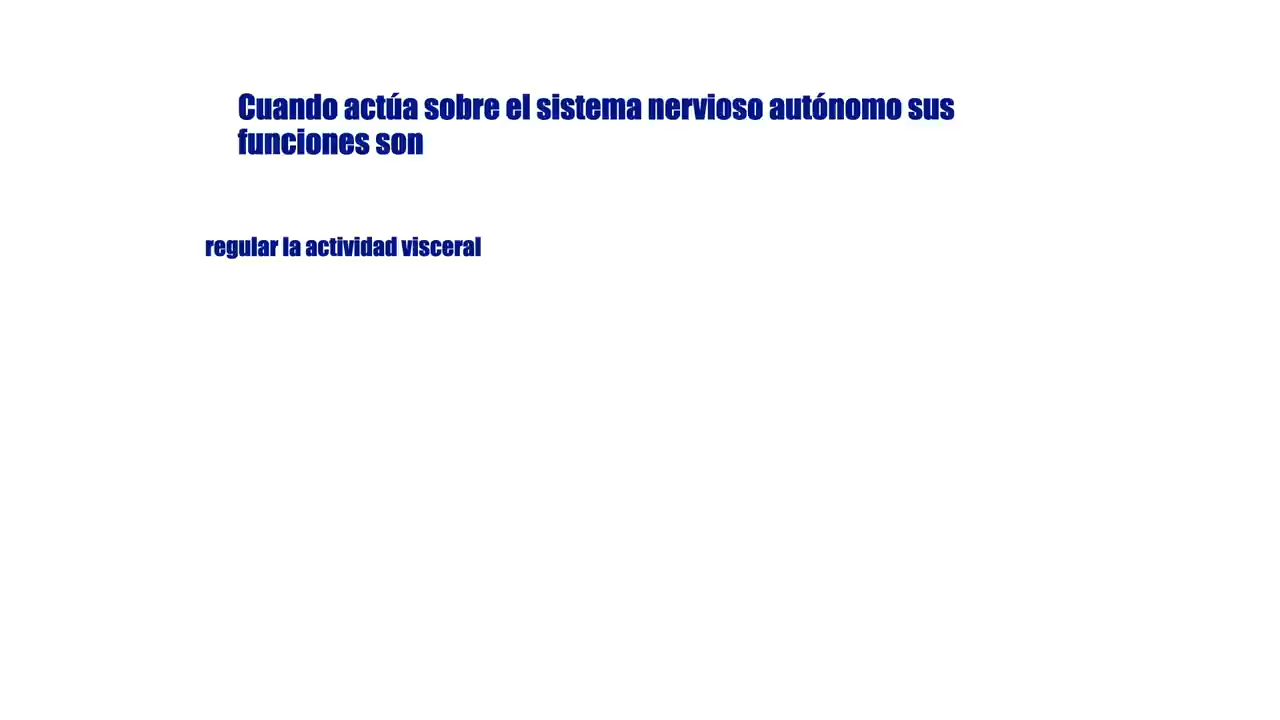 Cuando actúa sobre el sistema nervioso autónomo sus
funciones son
regular la actividad visceral